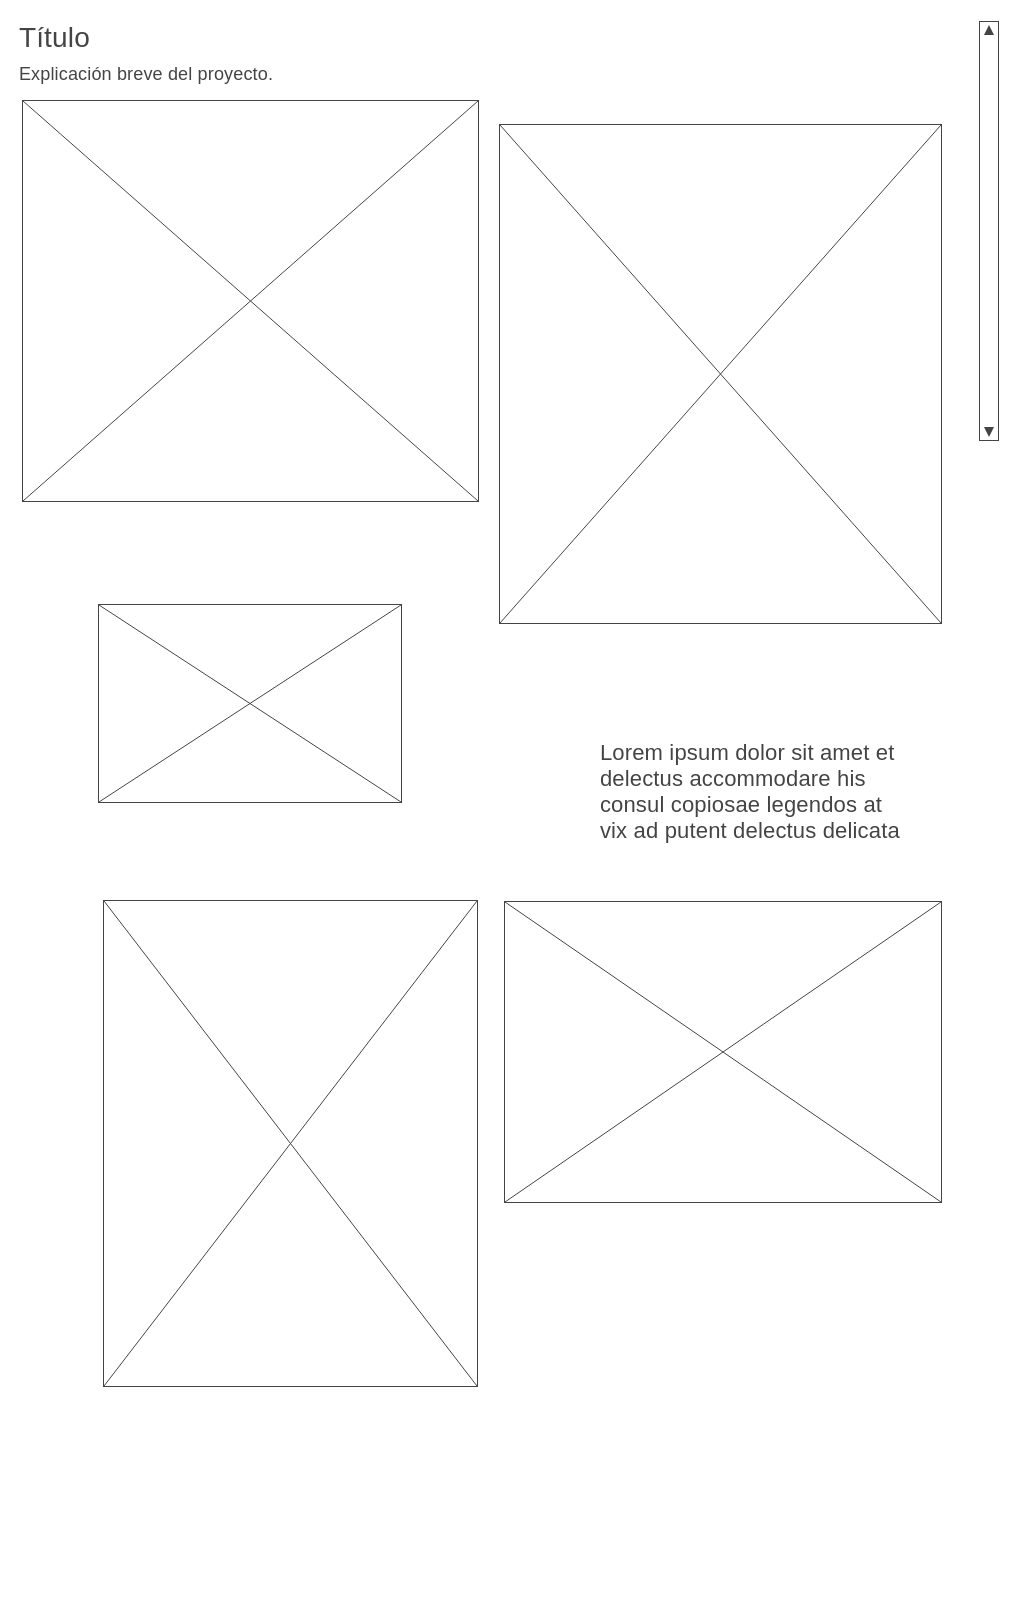 Título
Explicación breve del proyecto.
Lorem ipsum dolor sit amet et
delectus accommodare his
consul copiosae legendos at
vix ad putent delectus delicata